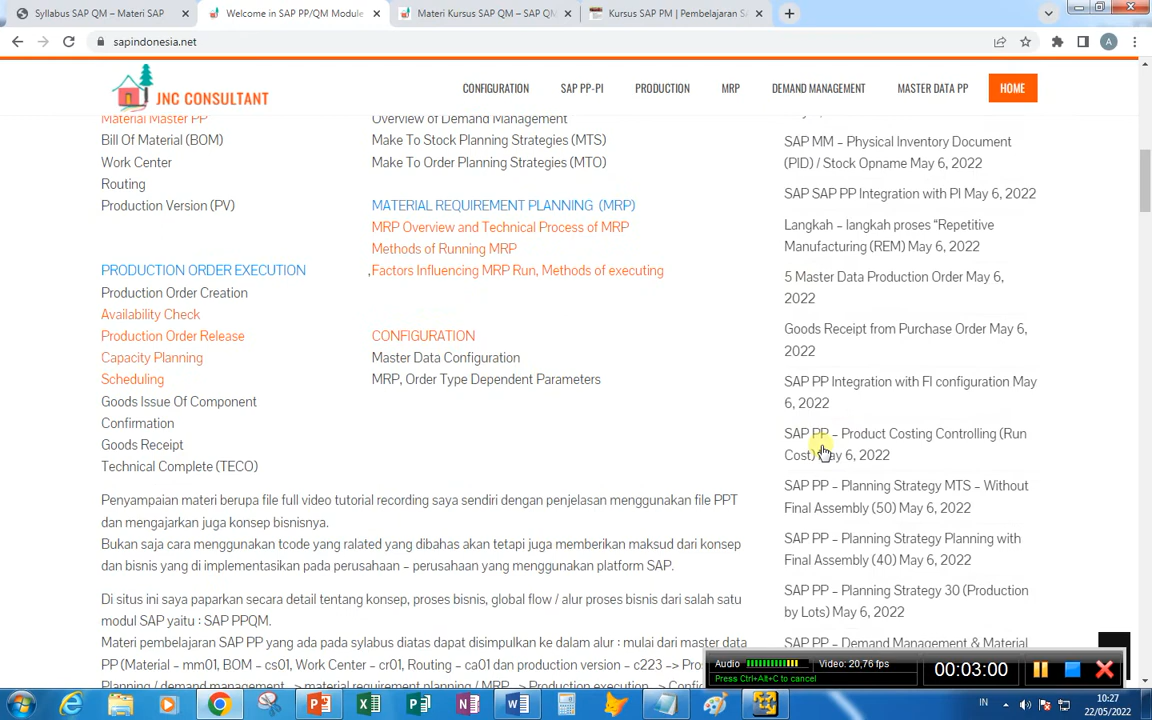 Syllabus SAP QM – Materi SAP
Welcome in SAP PP/QM Module
Materi Kursus SAP QM – SAP QM
Kursus SAP PM | Pembelajaran S
sapindonesia.net
A
JNC CONSULTANT
CONFIGURATION
SAP PP-PI
PRODUCTION
MRP
DEMAND MANAGEMENT
MASTER DATA PP
HOME
Material Master PP
Bill Of Material (BOM)
Work Center
Routing
Production Version (PV)
PRODUCTION ORDER EXECUTION
Production Order Creation
Availability Check
Production Order Release
Capacity Planning
Scheduling
Goods Issue Of Component
Confirmation
Goods Receipt
Technical Complete (TECO)
Overview of Demand Management
Make To Stock Planning Strategies (MTS)
Make To Order Planning Strategies (MTO)
MATERIAL REQUIREMENT PLANNING (MRP)
MRP Overview and Technical Process of MRP
Methods of Running MRP
,Factors Influencing MRP Run, Methods of executing
CONFIGURATION
Master Data Configuration
MRP, Order Type Dependent Parameters
Penyampaian materi berupa file full video tutorial recording saya sendiri dengan penjelasan menggunakan file PPT
dan mengajarkan juga konsep bisnisnya.
Bukan saja cara menggunakan tcode yang ralated yang dibahas akan tetapi juga memberikan maksud dari konsep
dan bisnis yang di implementasikan pada perusahaan – perusahaan yang menggunakan platform SAP.
Di situs ini saya paparkan secara detail tentang konsep, proses bisnis, global flow / alur proses bisnis dari salah satu
modul SAP yaitu : SAP PPQM.
Materi pembelajaran SAP PP yang ada pada sylabus diatas dapat disimpulkan ke dalam alur : mulai dari master data
PP (Material – mm01, BOM – cs01, Work Center – cr01, Routing – ca01 dan production version – c223 –> Pro
SAP MM – Physical Inventory Document
(PID) / Stock Opname May 6, 2022
SAP SAP PP Integration with PI May 6, 2022
Langkah – langkah proses “Repetitive
Manufacturing (REM) May 6, 2022
5 Master Data Production Order May 6,
2022
Goods Receipt from Purchase Order May 6,
2022
SAP PP Integration with FI configuration May
6, 2022
SAP PP – Product Costing Controlling (Run
Cost) May 6, 2022
SAP PP – Planning Strategy MTS – Without
Final Assembly (50) May 6, 2022
SAP PP – Planning Strategy Planning with
Final Assembly (40) May 6, 2022
SAP PP – Planning Strategy 30 (Production
by Lots) May 6, 2022
SAP PP – Demand Management & Material
Audio
Video: 20,76 fps
Press Ctrl+Alt+C to cancel
00:03:00
IN
10:27
22/05/2022